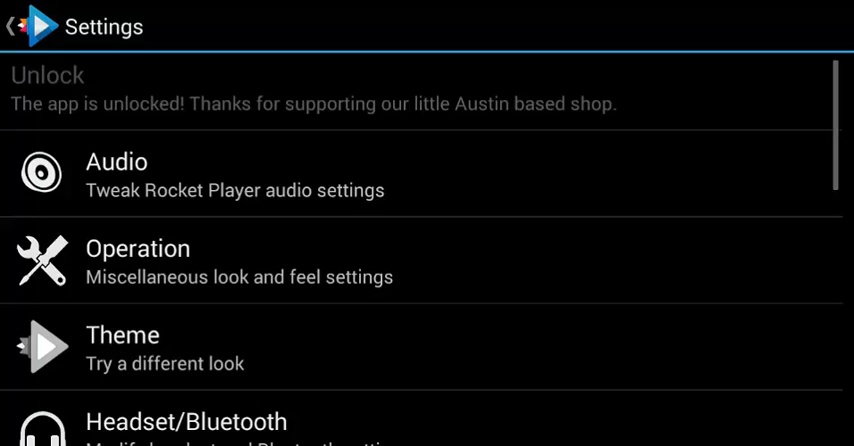 Settings
Unlock
The app is unlocked! Thanks for supporting our little Austin based shop.
Audio
Tweak Rocket Player audio settings
Operation
Miscellaneous look and feel settings
Theme
Try a different look
Headset/Bluetooth